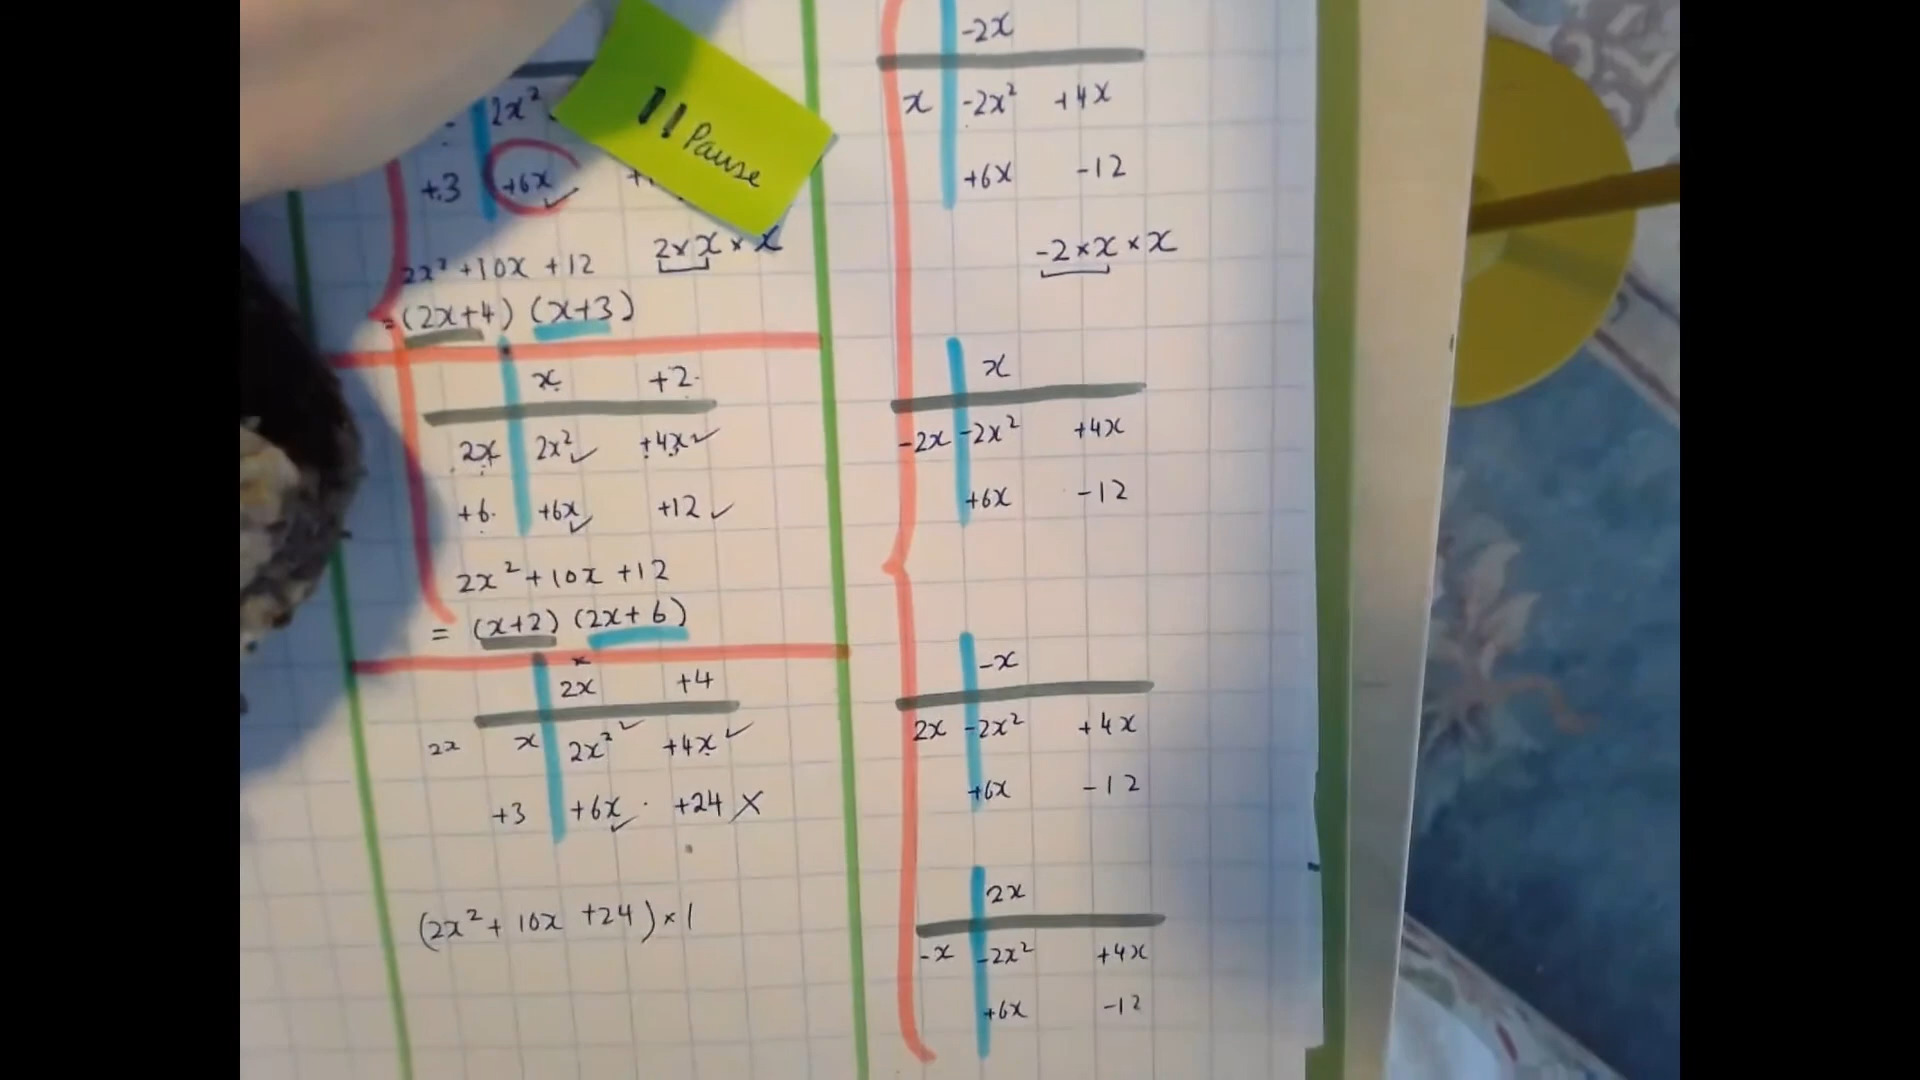 2x²
11 Pause
+3 +6x ✓
2x² +10x +12 2 × x × x
= (2x+4) (x+3)
x +2
2x 2x² ✓ +4x ✓
+6 +6x ✓ +12 ✓
2x² + 10x + 12
= (x+2) (2x+6)
x
2x +4
2x x 2x² ✓ +4x ✓
+3 +6x ✓ +24 X
(2x² + 10x + 24) × 1
-2x
x -2x² +4x
+6x -12
-2 × x × x
x
-2x -2x² +4x
+6x -12
-x
2x -2x² +4x
+6x -12
2x
-x -2x² +4x
+6x -12